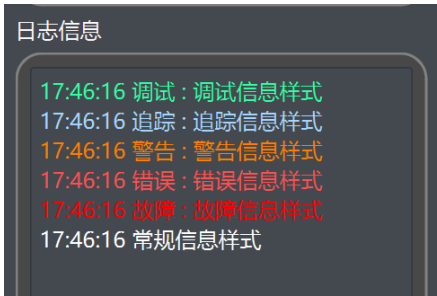 日志信息
17:46:16 调试 : 调试信息样式
17:46:16 追踪 : 追踪信息样式
17:46:16 警告 : 警告信息样式
17:46:16 错误 : 错误信息样式
17:46:16 故障 : 故障信息样式
17:46:16 常规信息样式